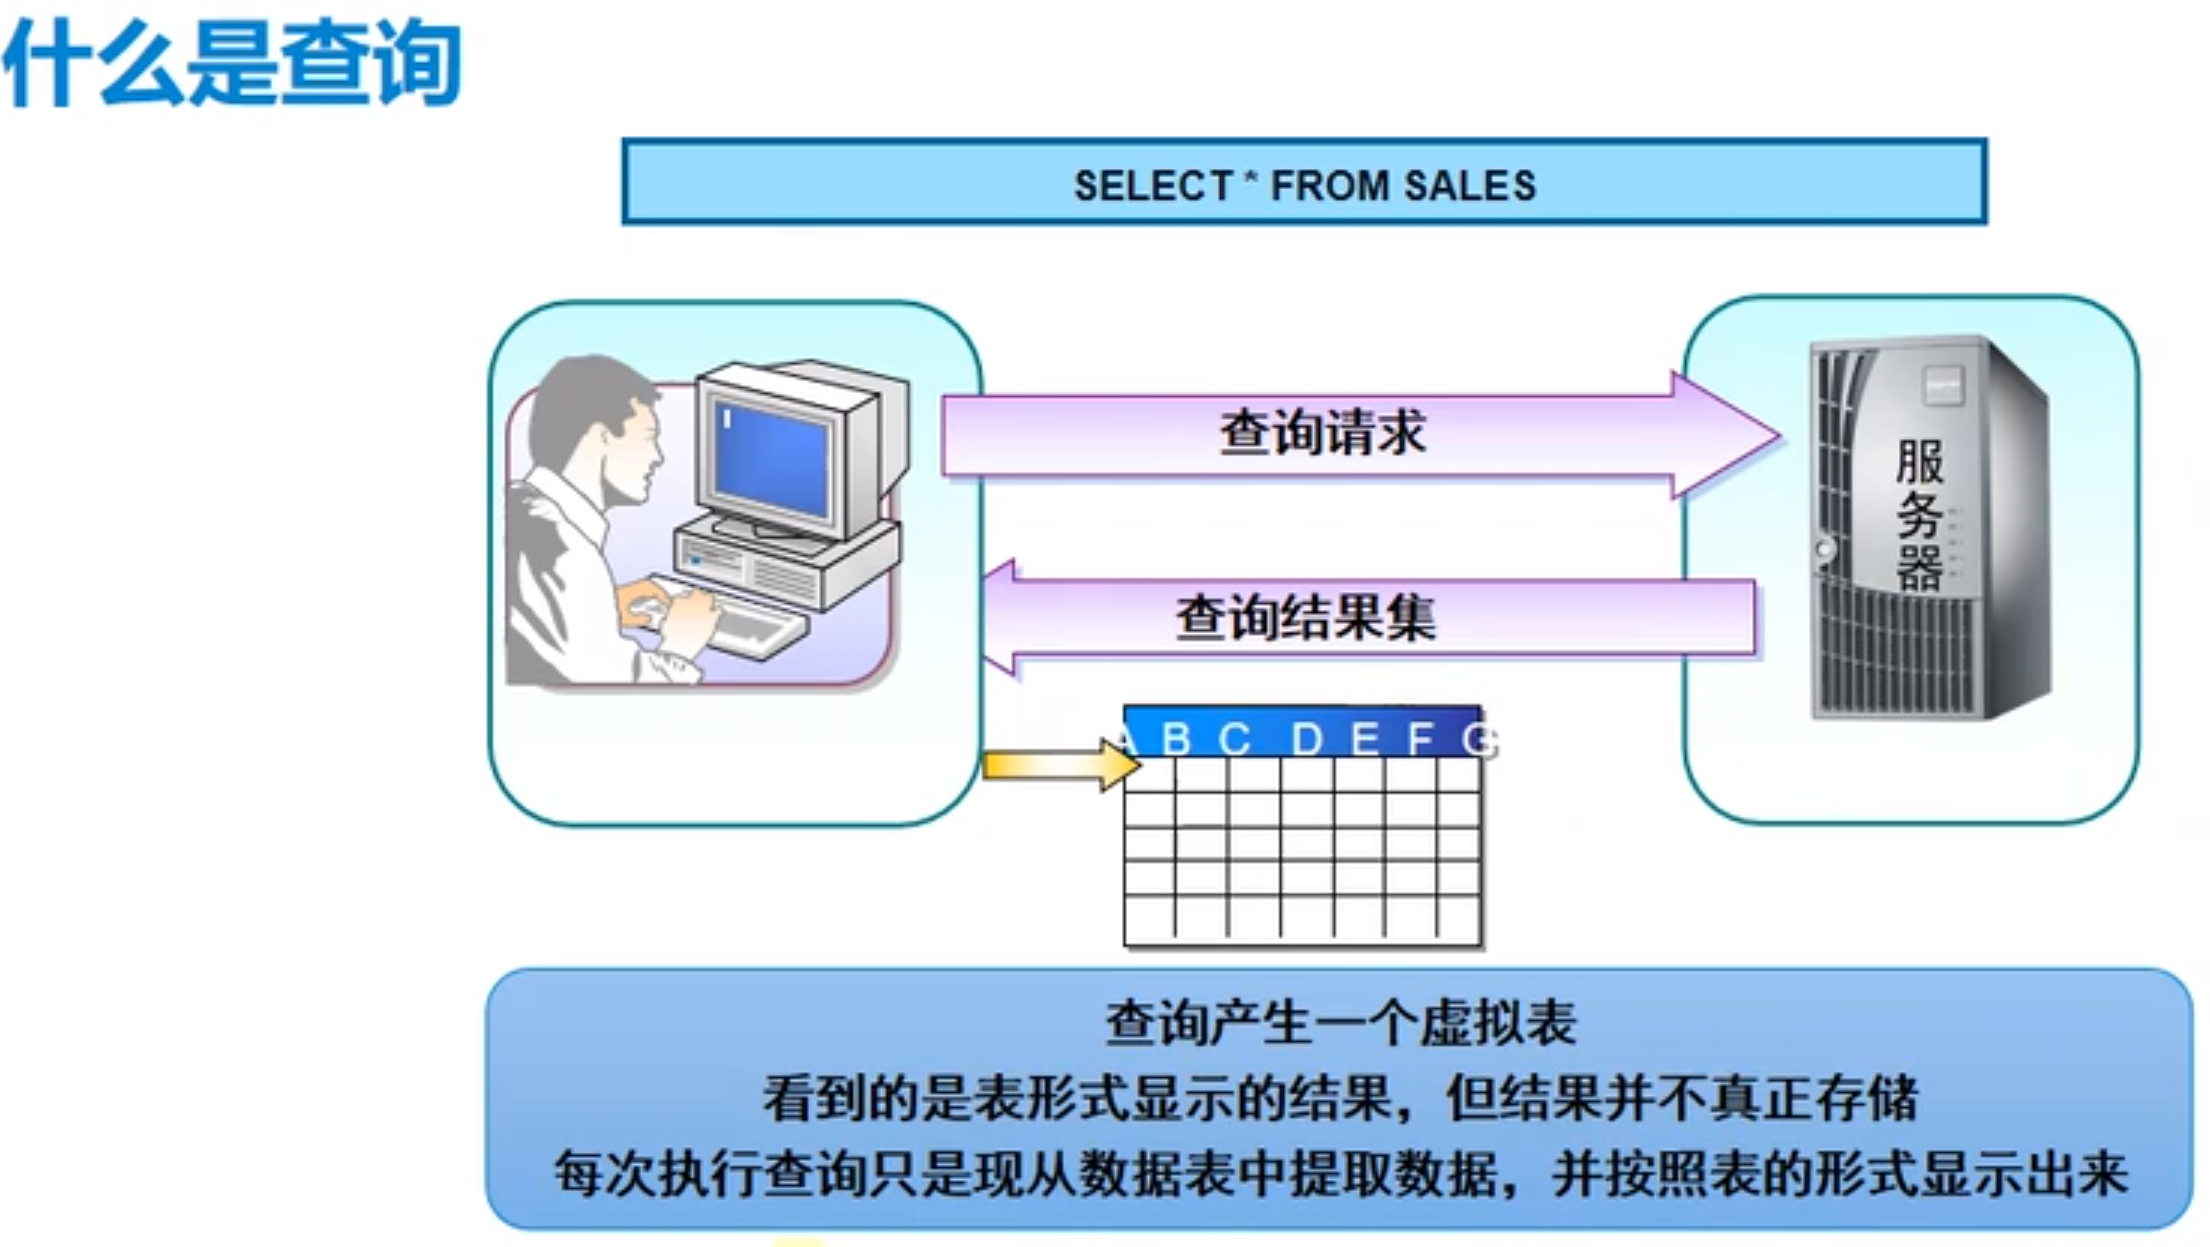 什么是查询
SELECT * FROM SALES
查询请求
服务器
查询结果集
A B C D E F G
查询产生一个虚拟表
看到的是表形式显示的结果，但结果并不真正存储
每次执行查询只是现从数据表中提取数据，并按照表的形式显示出来